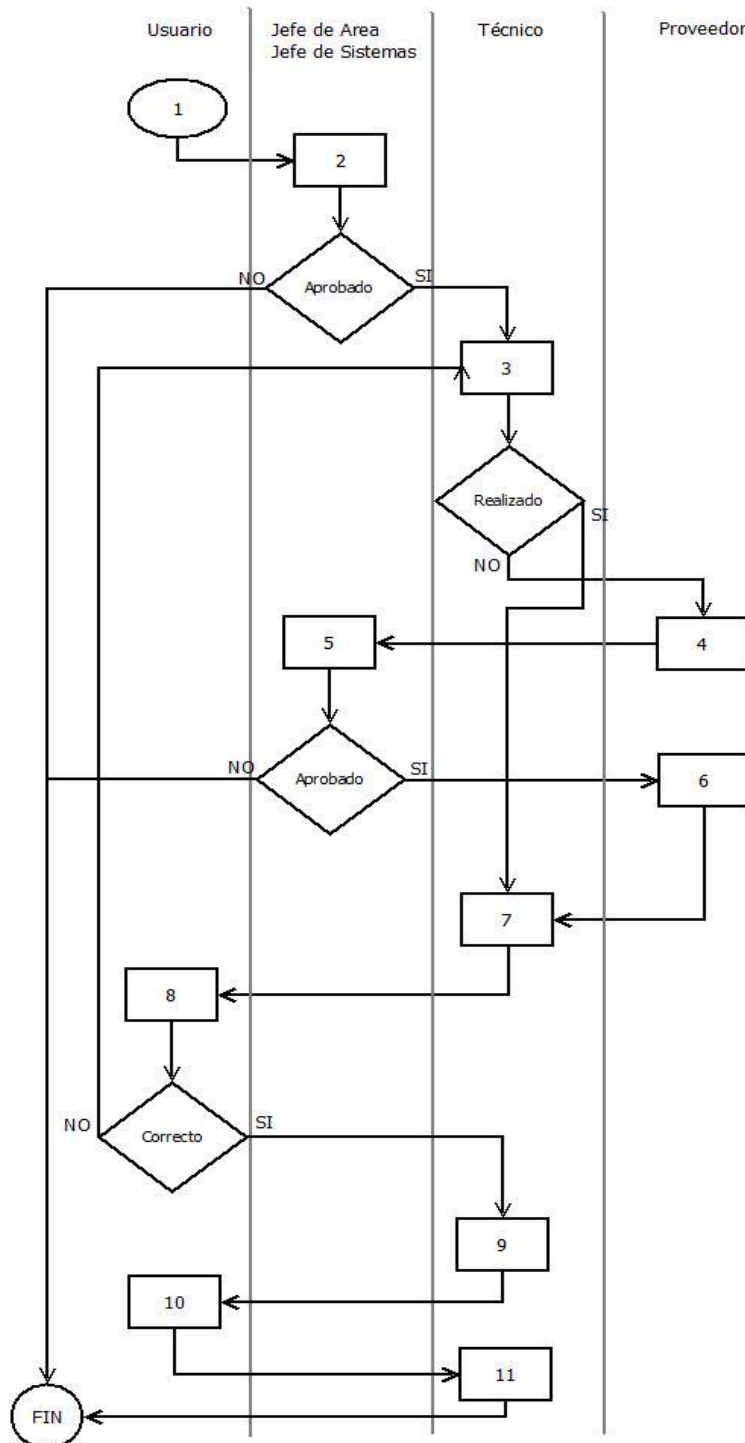 Usuario
Jefe de Area
Jefe de Sistemas
Técnico
Proveedor
1
2
NO
Aprobado
SI
3
Realizado
SI
NO
5
4
NO
Aprobado
SI
6
7
8
NO
Correcto
SI
9
10
11
FIN